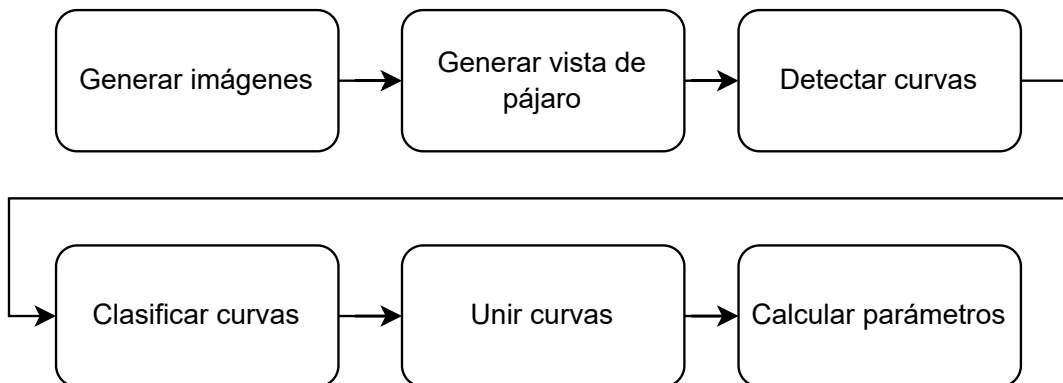 Generar imágenes
Generar vista de
pájaro
Detectar curvas
Clasificar curvas
Unir curvas
Calcular parámetros